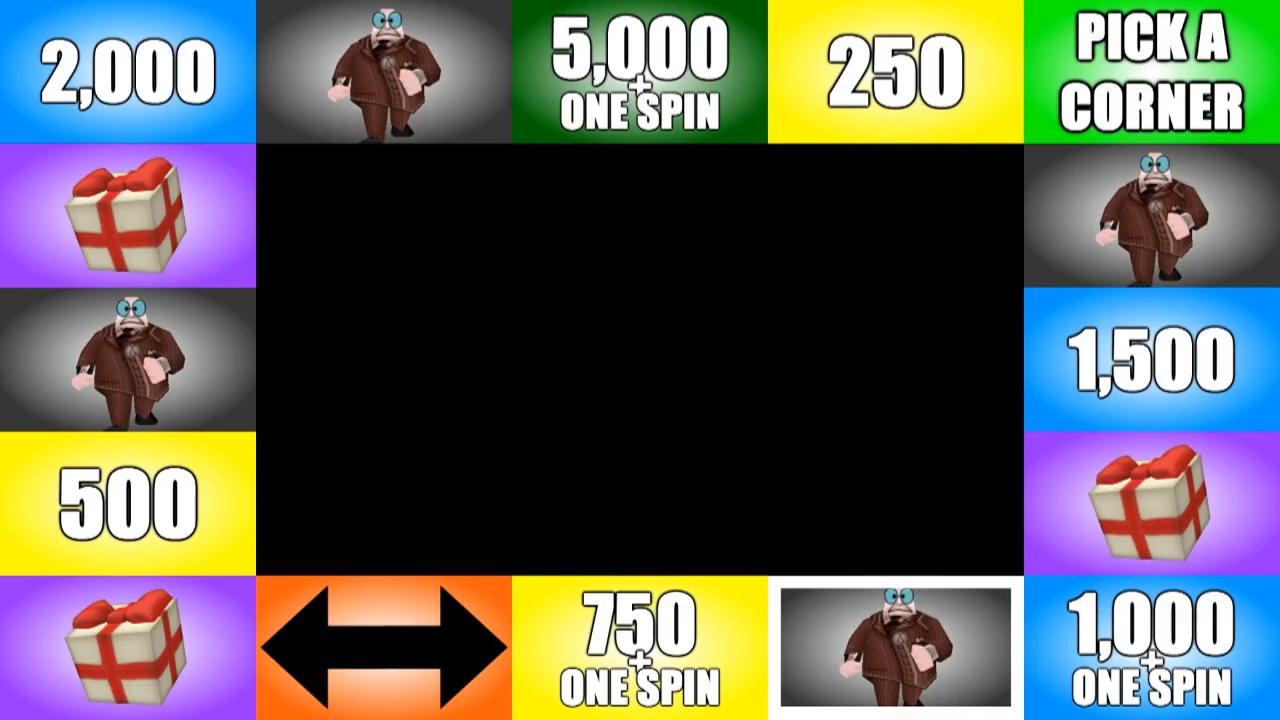 2,000
5,000
+
ONE SPIN
250
PICK A
CORNER
1,500
500
750
+
ONE SPIN
1,000
+
ONE SPIN